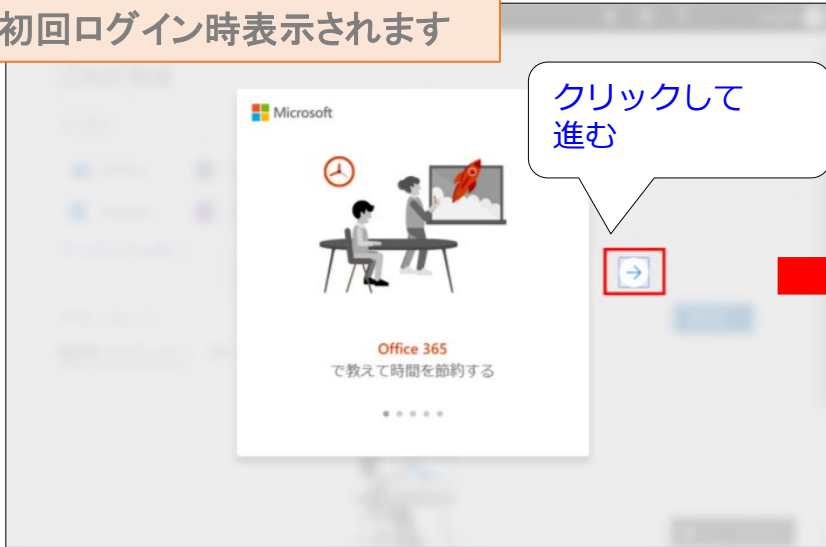 初回ログイン時表示されます
クリックして
進む
Microsoft
Office 365
で教えて時間を節約する